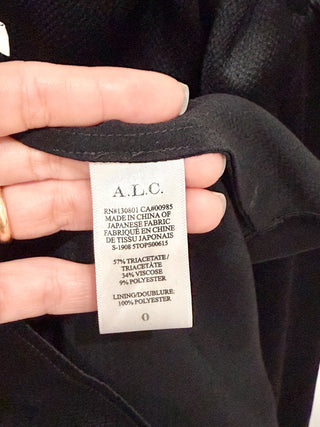 A.L.C.
RN#130801 CA#00985
MADE IN CHINA OF
JAPANESE FABRIC
FABRIQUÉ EN CHINE
DE TISSU JAPONAIS
S-1908 5TOPS00615
57% TRIACETATE /
TRIACÉTATE
34% VISCOSE
9% POLYESTER
LINING/DOUBLURE:
100% POLYESTER
0